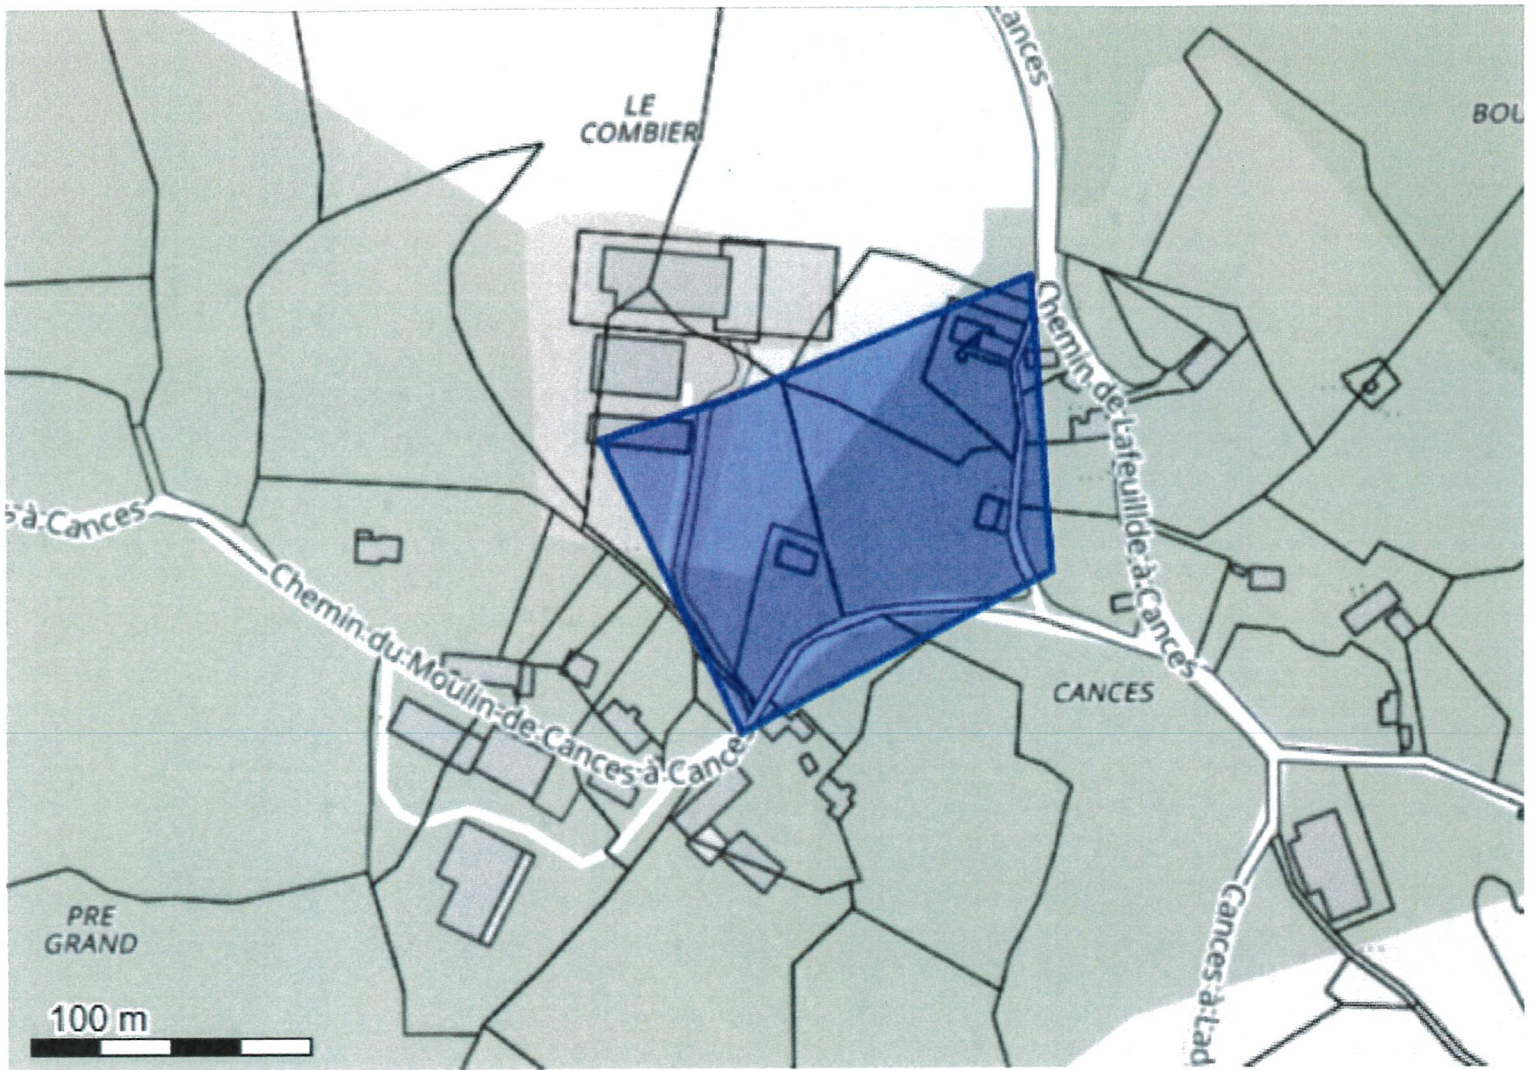 ances
LE
COMBIER
BOU
Chemin de Lafeuillde à Cances
s à Cances
Chemin du Moulin de Cances à Cances
CANCES
PRE
GRAND
Cances à Lad
100 m